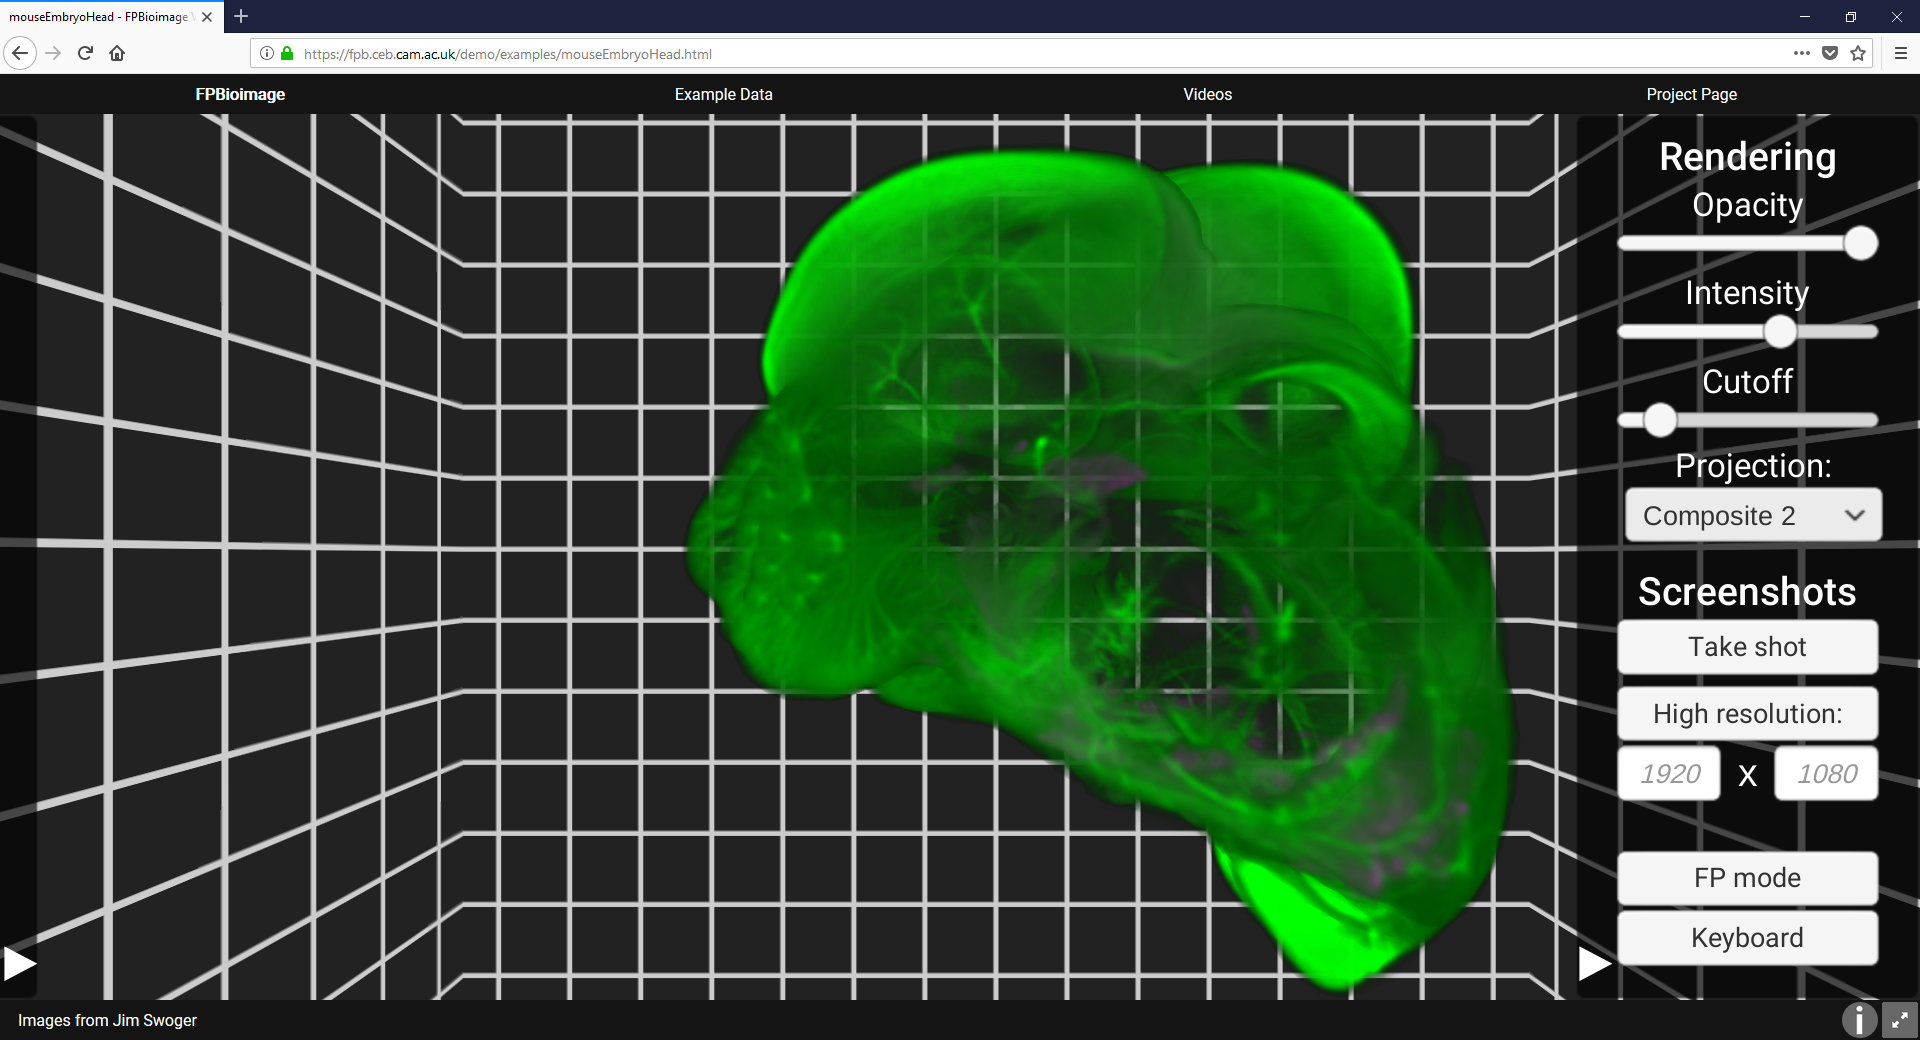 mouseEmbryoHead - FPBioimage
https://fpb.ceb.cam.ac.uk/demo/examples/mouseEmbryoHead.html
FPBioimage
Example Data
Videos
Project Page
Rendering
Opacity
Intensity
Cutoff
Projection:
Composite 2
Screenshots
Take shot
High resolution:
1920 X 1080
FP mode
Keyboard
Images from Jim Swoger